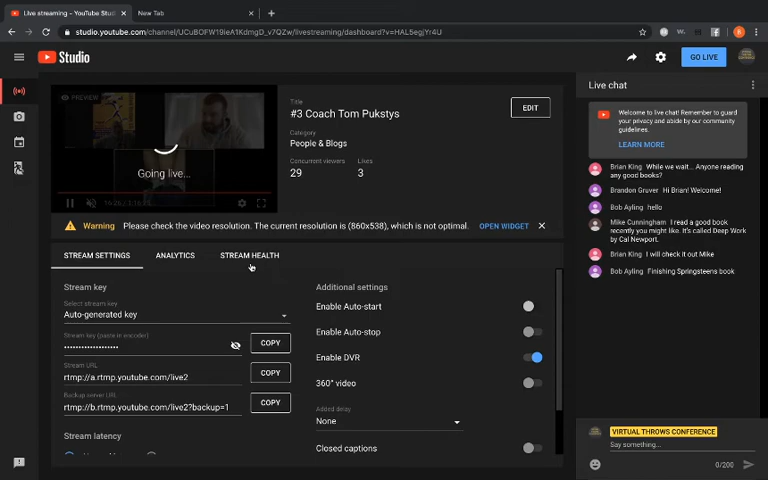 Live streaming - YouTube Stud
New Tab
studio.youtube.com/channel/UCuBOFW19ieA1KdmgD_v7QZw/livestreaming/dashboard?v=HAL5egjYr4U
Studio
GO LIVE
PREVIEW
Going live...
Title
#3 Coach Tom Pukstys
Category
People & Blogs
Concurrent viewers
Likes
29
3
EDIT
Warning Please check the video resolution. The current resolution is (860x538), which is not optimal. OPEN WIDGET
STREAM SETTINGS
ANALYTICS
STREAM HEALTH
Stream key
Select stream key
Auto-generated key
Stream key (paste in encoder)
••••••••••••••••••••
COPY
Stream URL
rtmp://a.rtmp.youtube.com/live2
COPY
Backup server URL
rtmp://b.rtmp.youtube.com/live2?backup=1
COPY
Stream latency
Additional settings
Enable Auto-start
Enable Auto-stop
Enable DVR
360° video
Added delay
None
Closed captions
Live chat
Welcome to live chat! Remember to guard
your privacy and abide by our community
guidelines.
LEARN MORE
Brian King While we wait... Anyone reading
any good books?
Brandon Gruver Hi Brian! Welcome!
Bob Ayling hello
Mike Cunningham I read a good book
recently you might like. It's called Deep Work
by Cal Newport.
Brian King I will check it out Mike
Bob Ayling Finishing Springsteens book
VIRTUAL THROWS CONFERENCE
Say something...
0/200